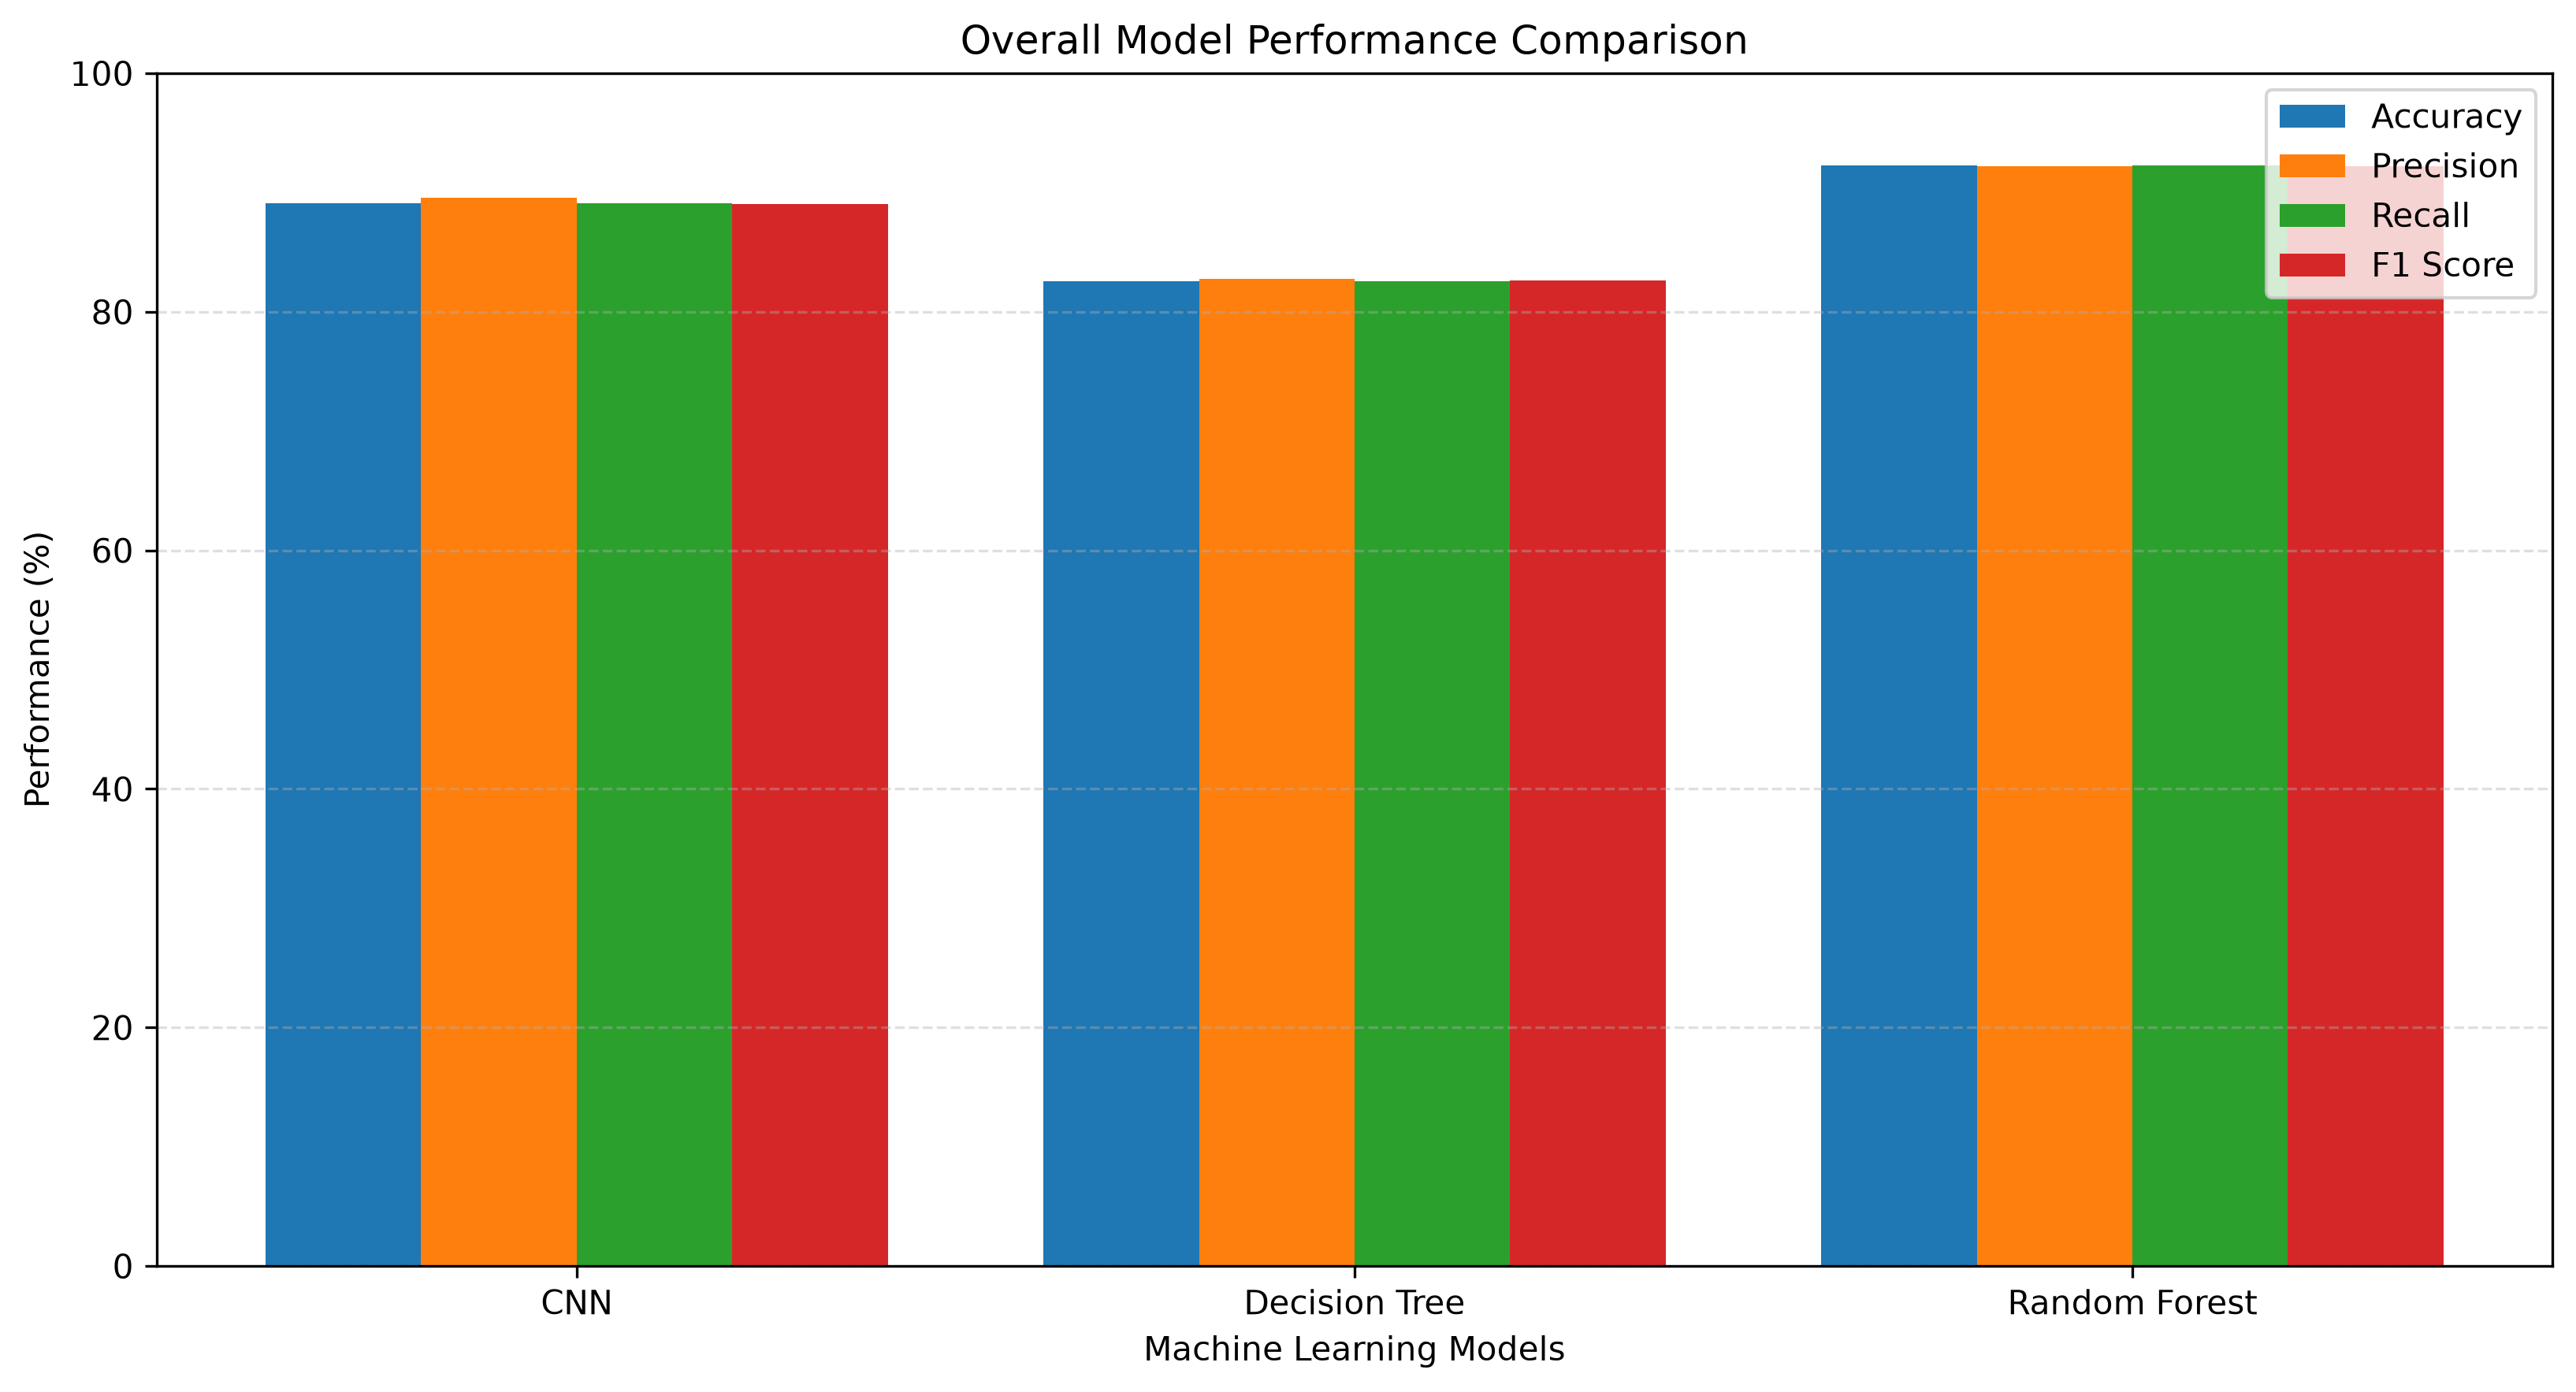 Overall Model Performance Comparison
100
80
60
40
20
0
Performance (%)
Accuracy
Precision
Recall
F1 Score
CNN
Decision Tree
Random Forest
Machine Learning Models